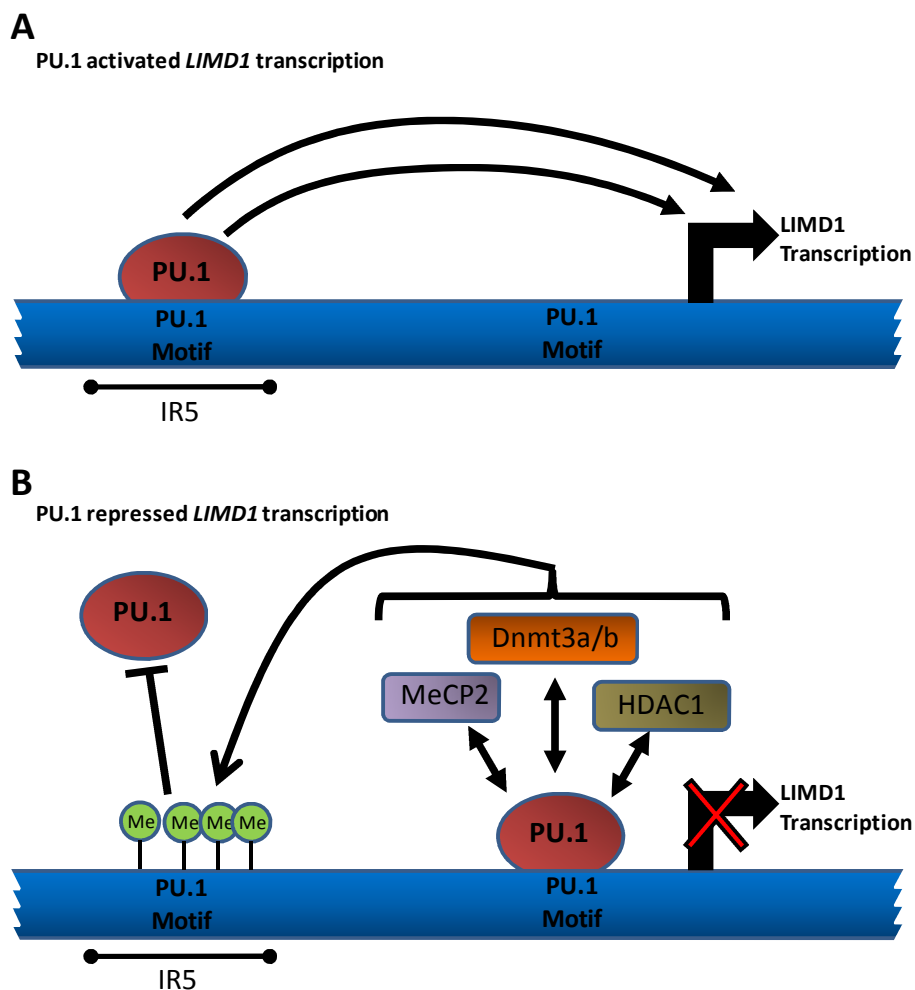 A
PU.1 activated LIMD1 transcription
LIMD1
Transcription
PU.1
PU.1
Motif
PU.1
Motif
IR5
B
PU.1 repressed LIMD1 transcription
PU.1
Dnmt3a/b
MeCP2
HDAC1
LIMD1
Transcription
Me Me Me Me
PU.1
PU.1
Motif
PU.1
Motif
IR5